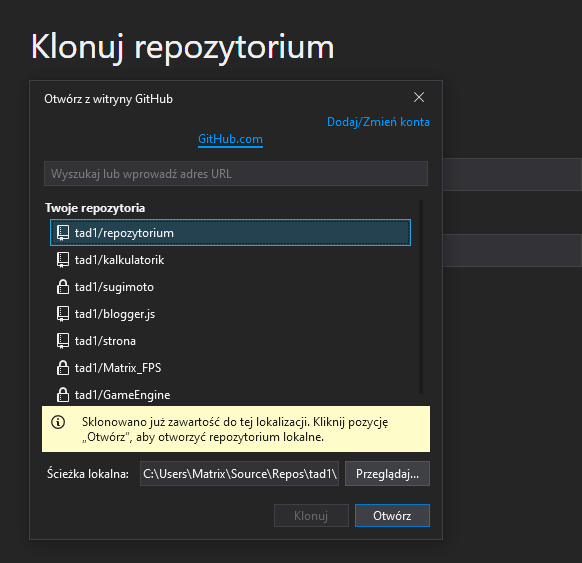 Klonuj repozytorium
Otwórz z witryny GitHub
Dodaj/Zmień konta
GitHub.com
Wyszukaj lub wprowadź adres URL
Twoje repozytoria
tad1/repozytorium
tad1/kalkulatorik
tad1/sugimoto
tad1/blogger.js
tad1/strona
tad1/Matrix_FPS
tad1/GameEngine
Sklonowano już zawartość do tej lokalizacji. Kliknij pozycję
„Otwórz”, aby otworzyć repozytorium lokalne.
Ścieżka lokalna:
C:\Users\Matrix\Source\Repos\tad1\
Przeglądaj...
Klonuj
Otwórz